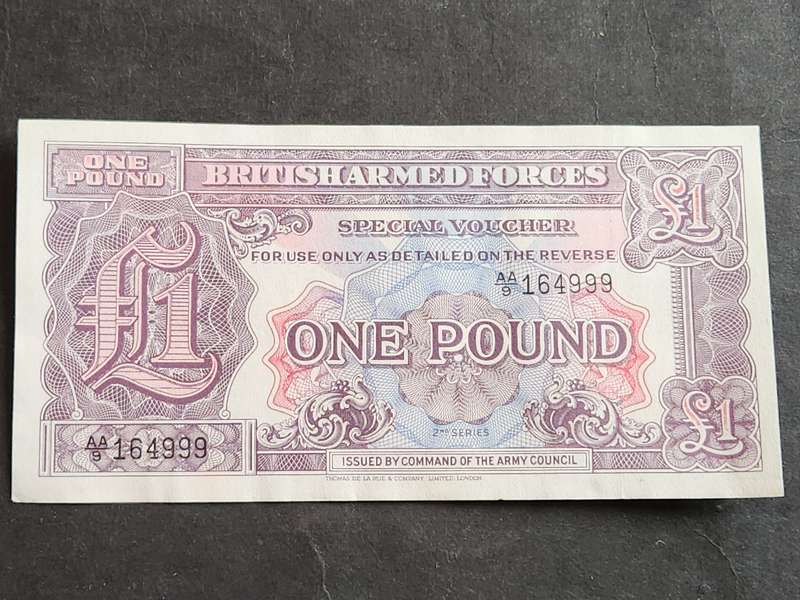 ONE POUND
BRITISH ARMED FORCES
£1
SPECIAL VOUCHER
FOR USE ONLY AS DETAILED ON THE REVERSE
AA/9 164999
£1
ONE POUND
2ND SERIES
£1
AA/9 164999
ISSUED BY COMMAND OF THE ARMY COUNCIL
THOMAS DE LA RUE & COMPANY, LIMITED, LONDON.